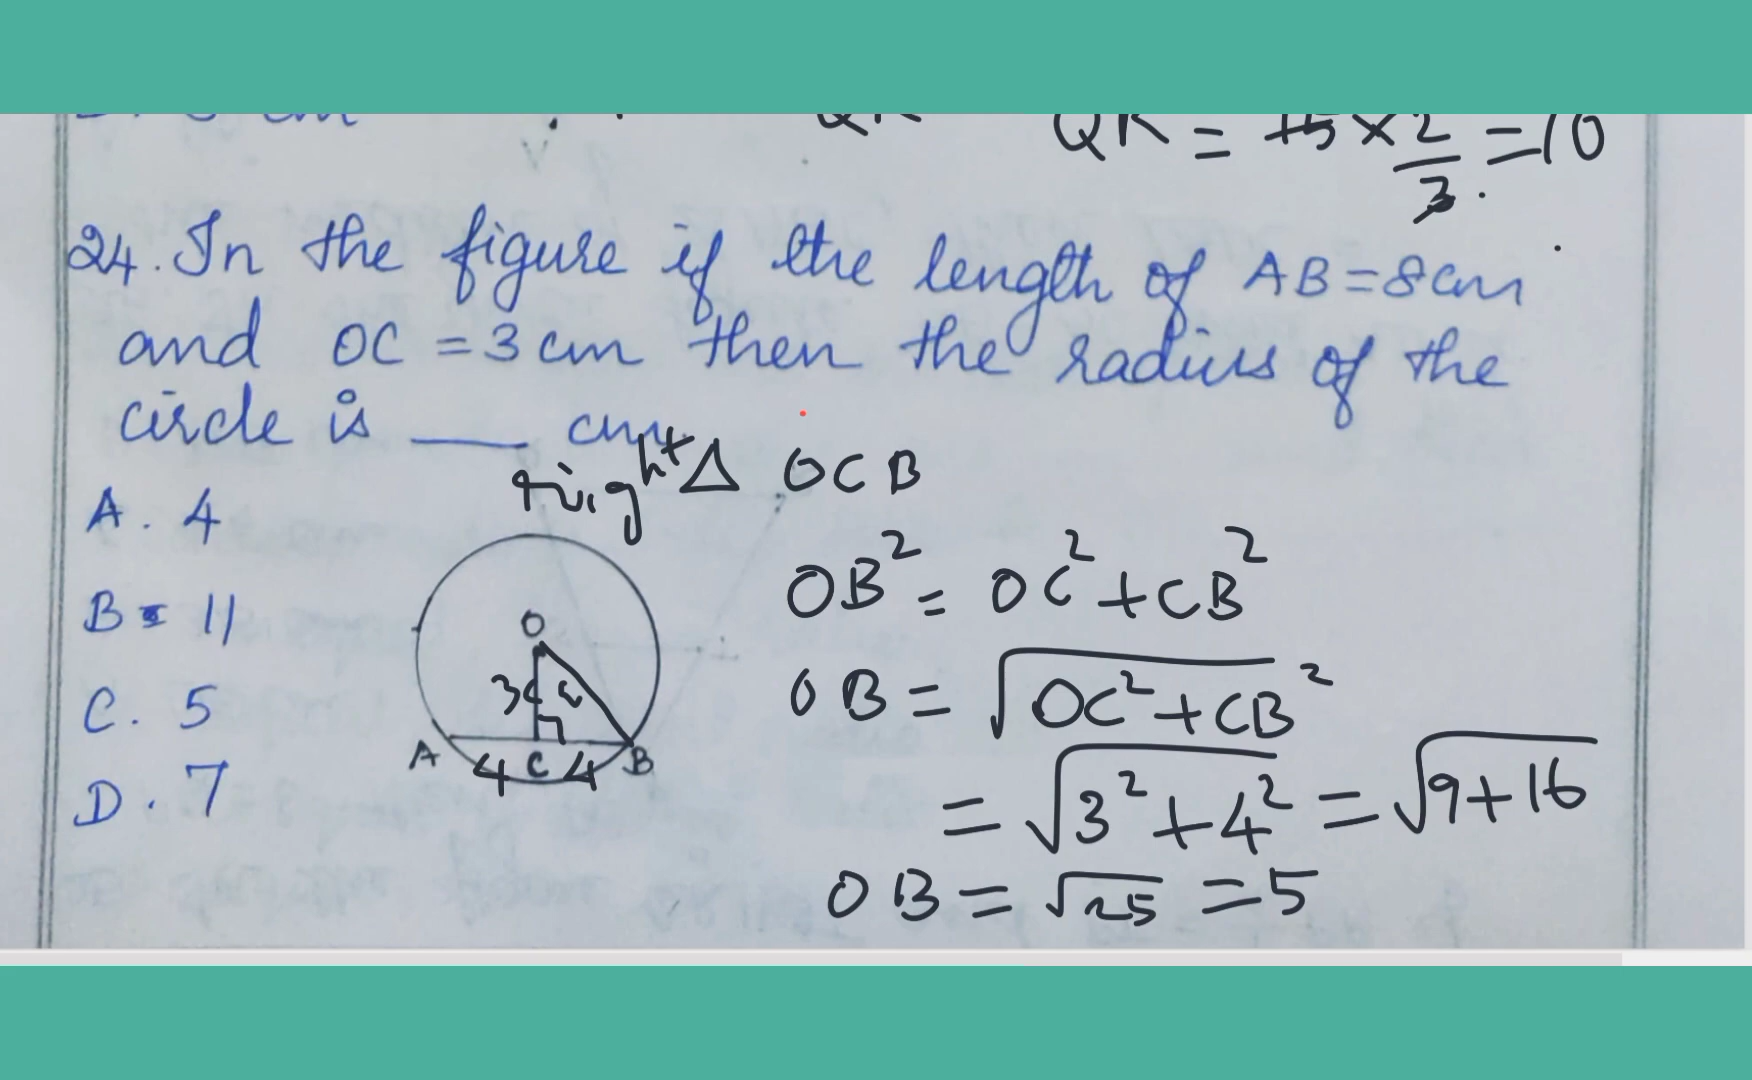 QR = 15 × 2/3 = 10
24. In the figure if the length of AB = 8 cm
and OC = 3 cm then the radius of the
circle is ____ cm.
right Δ OCB
A. 4
B. 11
C. 5
D. 7
O
3
A 4 C 4 B
OB² = OC² + CB²
OB = √OC² + CB²
= √3² + 4² = √9 + 16
OB = √25 = 5